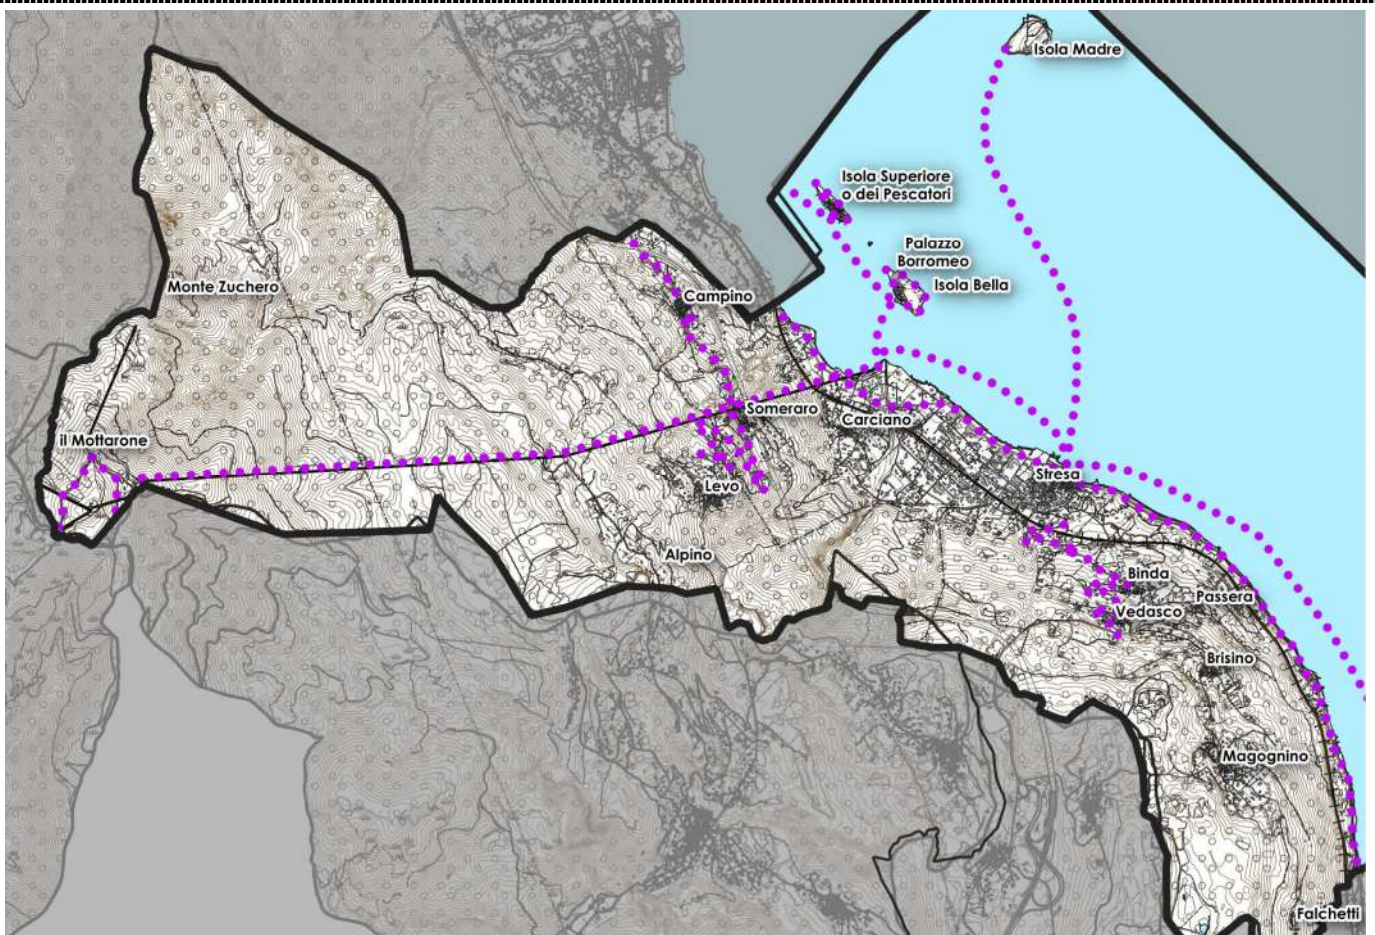 Isola Madre
Isola Superiore
o dei Pescatori
Palazzo
Borromeo
Isola Bella
Monte Zuchero
Campino
Someraro
Carciano
il Mottarone
Stresa
Levo
Alpino
Binda
Passera
Vedasco
Brisino
Magognino
Falchetti